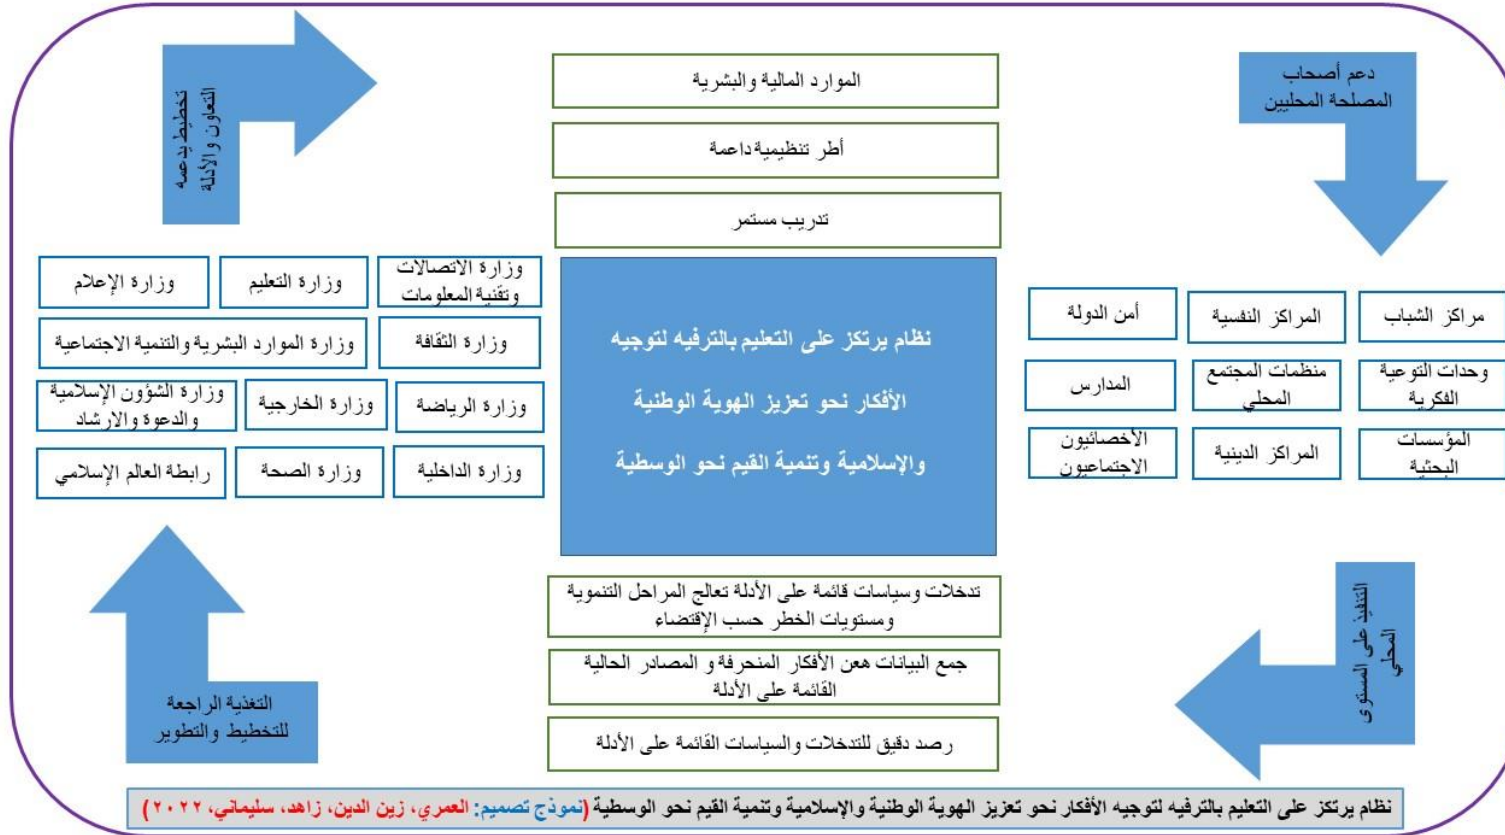 دعم أصحاب
المصلحة المحليين
الموارد المالية والبشرية
أطر تنظيمية داعمة
تدريب مستمر
تخطيط يدعمه
التعاون والأدلة
مراكز الشباب
المراكز النفسية
أمن الدولة
وحدات التوعية
الفكرية
منظمات المجتمع
المحلي
المدارس
المؤسسات
البحثية
المراكز الدينية
الأخصائيون
الاجتماعيون
نظام يرتكز على التعليم بالترفيه لتوجيه
الأفكار نحو تعزيز الهوية الوطنية
والإسلامية وتنمية القيم نحو الوسطية
وزارة الاتصالات
وتقنية المعلومات
وزارة التعليم
وزارة الإعلام
وزارة الثقافة
وزارة الموارد البشرية والتنمية الاجتماعية
وزارة الرياضة
وزارة الخارجية
وزارة الشؤون الإسلامية
والدعوة والارشاد
وزارة الداخلية
وزارة الصحة
رابطة العالم الإسلامي
التنفيذ على المستوى
المحلي
تدخلات وسياسات قائمة على الأدلة تعالج المراحل التنموية
ومستويات الخطر حسب الإقتضاء
جمع البيانات هعن الأفكار المنحرفة و المصادر الحالية
القائمة على الأدلة
رصد دقيق للتدخلات والسياسات القائمة على الأدلة
التغذية الراجعة
للتخطيط والتطوير
نظام يرتكز على التعليم بالترفيه لتوجيه الأفكار نحو تعزيز الهوية الوطنية والإسلامية وتنمية القيم نحو الوسطية (نموذج تصميم: العمري، زين الدين، زاهد، سليماني، ٢٠٢٢)